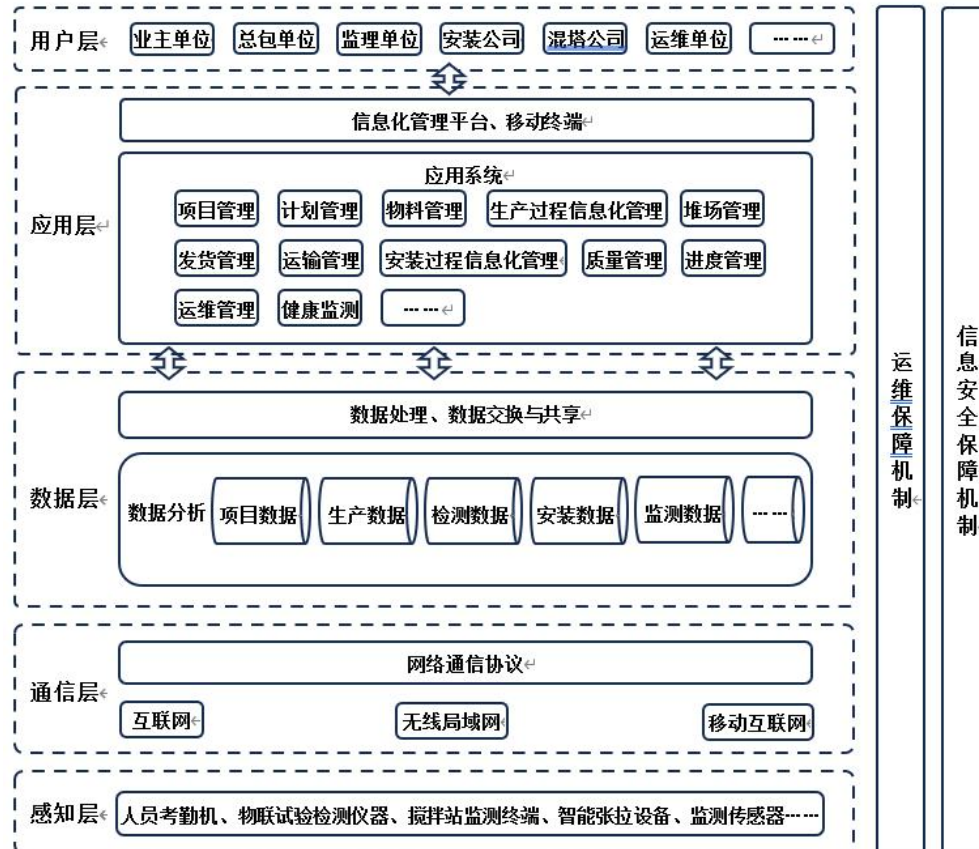 用户层 业主单位 总包单位 监理单位 安装公司 混塔公司 运维单位 ……
信息化管理平台、移动终端
应用系统
应用层
项目管理 计划管理 物料管理 生产过程信息化管理 堆场管理
发货管理 运输管理 安装过程信息化管理 质量管理 进度管理
运维管理 健康监测 ……
数据处理、数据交换与共享
数据层
数据分析 项目数据 生产数据 检测数据 安装数据 监测数据 ……
网络通信协议
通信层
互联网 无线局域网 移动互联网
感知层 人员考勤机、物联试验检测仪器、搅拌站监测终端、智能张拉设备、监测传感器……
运维保障机制
信息安全保障机制